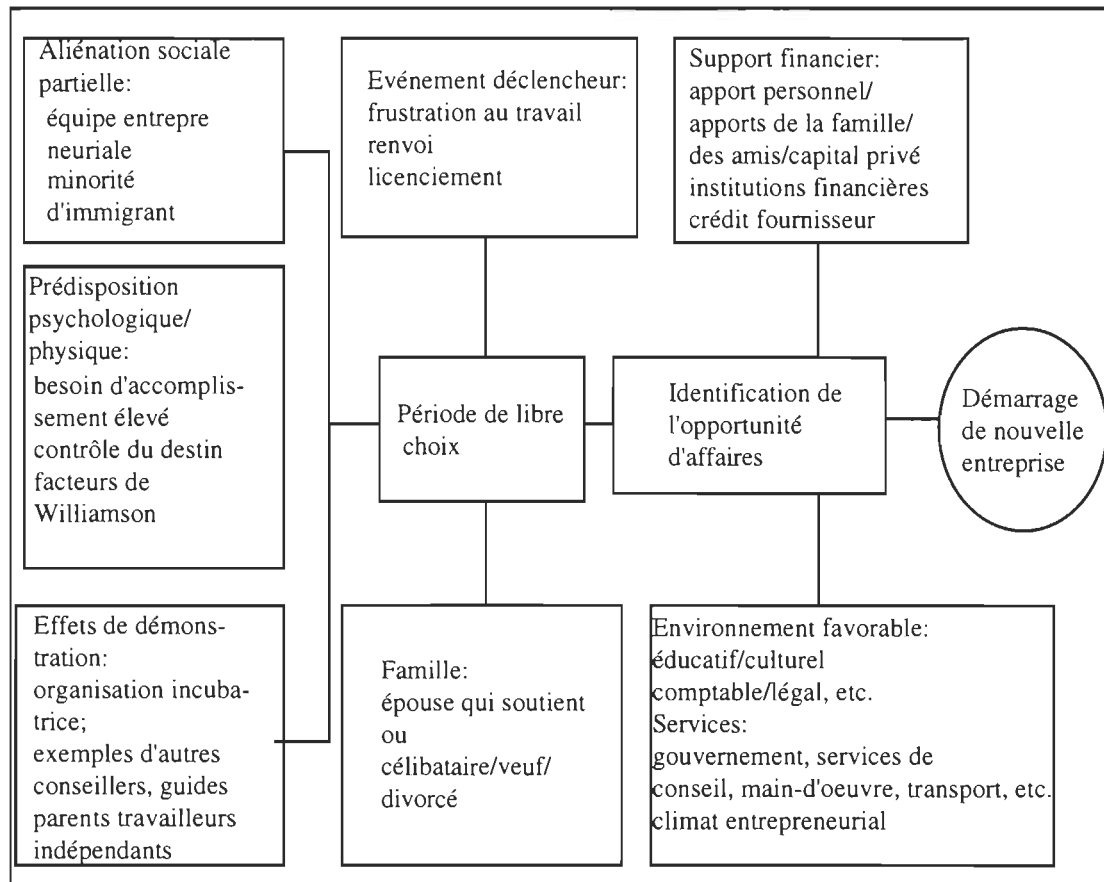 Aliénation sociale
partielle:
équipe entrepre
neuriale
minorité
d'immigrant
Evénement déclencheur:
frustration au travail
renvoi
licenciement
Support financier:
apport personnel/
apports de la famille/
des amis/capital privé
institutions financières
crédit fournisseur
Prédisposition
psychologique/
physique:
besoin d'accomplis-
sement élevé
contrôle du destin
facteurs de
Williamson
Période de libre
choix
Identification de
l'opportunité
d'affaires
Démarrage
de nouvelle
entreprise
Effets de démons-
tration:
organisation incuba-
trice;
exemples d'autres
conseillers, guides
parents travailleurs
indépendants
Famille:
épouse qui soutient
ou
célibataire/veuf/
divorcé
Environnement favorable:
éducatif/culturel
comptable/légal, etc.
Services:
gouvernement, services de
conseil, main-d'oeuvre, transport, etc.
climat entrepreneurial